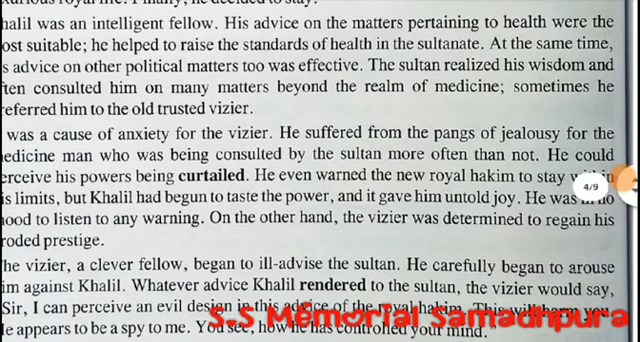 halil was an intelligent fellow. His advice on the matters pertaining to health were the
ost suitable; he helped to raise the standards of health in the sultanate. At the same time,
s advice on other political matters too was effective. The sultan realized his wisdom and
ften consulted him on many matters beyond the realm of medicine; sometimes he
referred him to the old trusted vizier.
was a cause of anxiety for the vizier. He suffered from the pangs of jealousy for the
edicine man who was being consulted by the sultan more often than not. He could
erceive his powers being curtailed. He even warned the new royal hakim to stay
4/9
is limits, but Khalil had begun to taste the power, and it gave him untold joy. He was in no
ood to listen to any warning. On the other hand, the vizier was determined to regain his
roded prestige.
he vizier, a clever fellow, began to ill-advise the sultan. He carefully began to arouse
im against Khalil. Whatever advice Khalil rendered to the sultan, the vizier would say,
Sir, I can perceive an evil design in this advice of the royal hakim. This will harm you.
e appears to be a spy to me. You see, how he has controlled your mind."
S.S Memorial Samadhpura